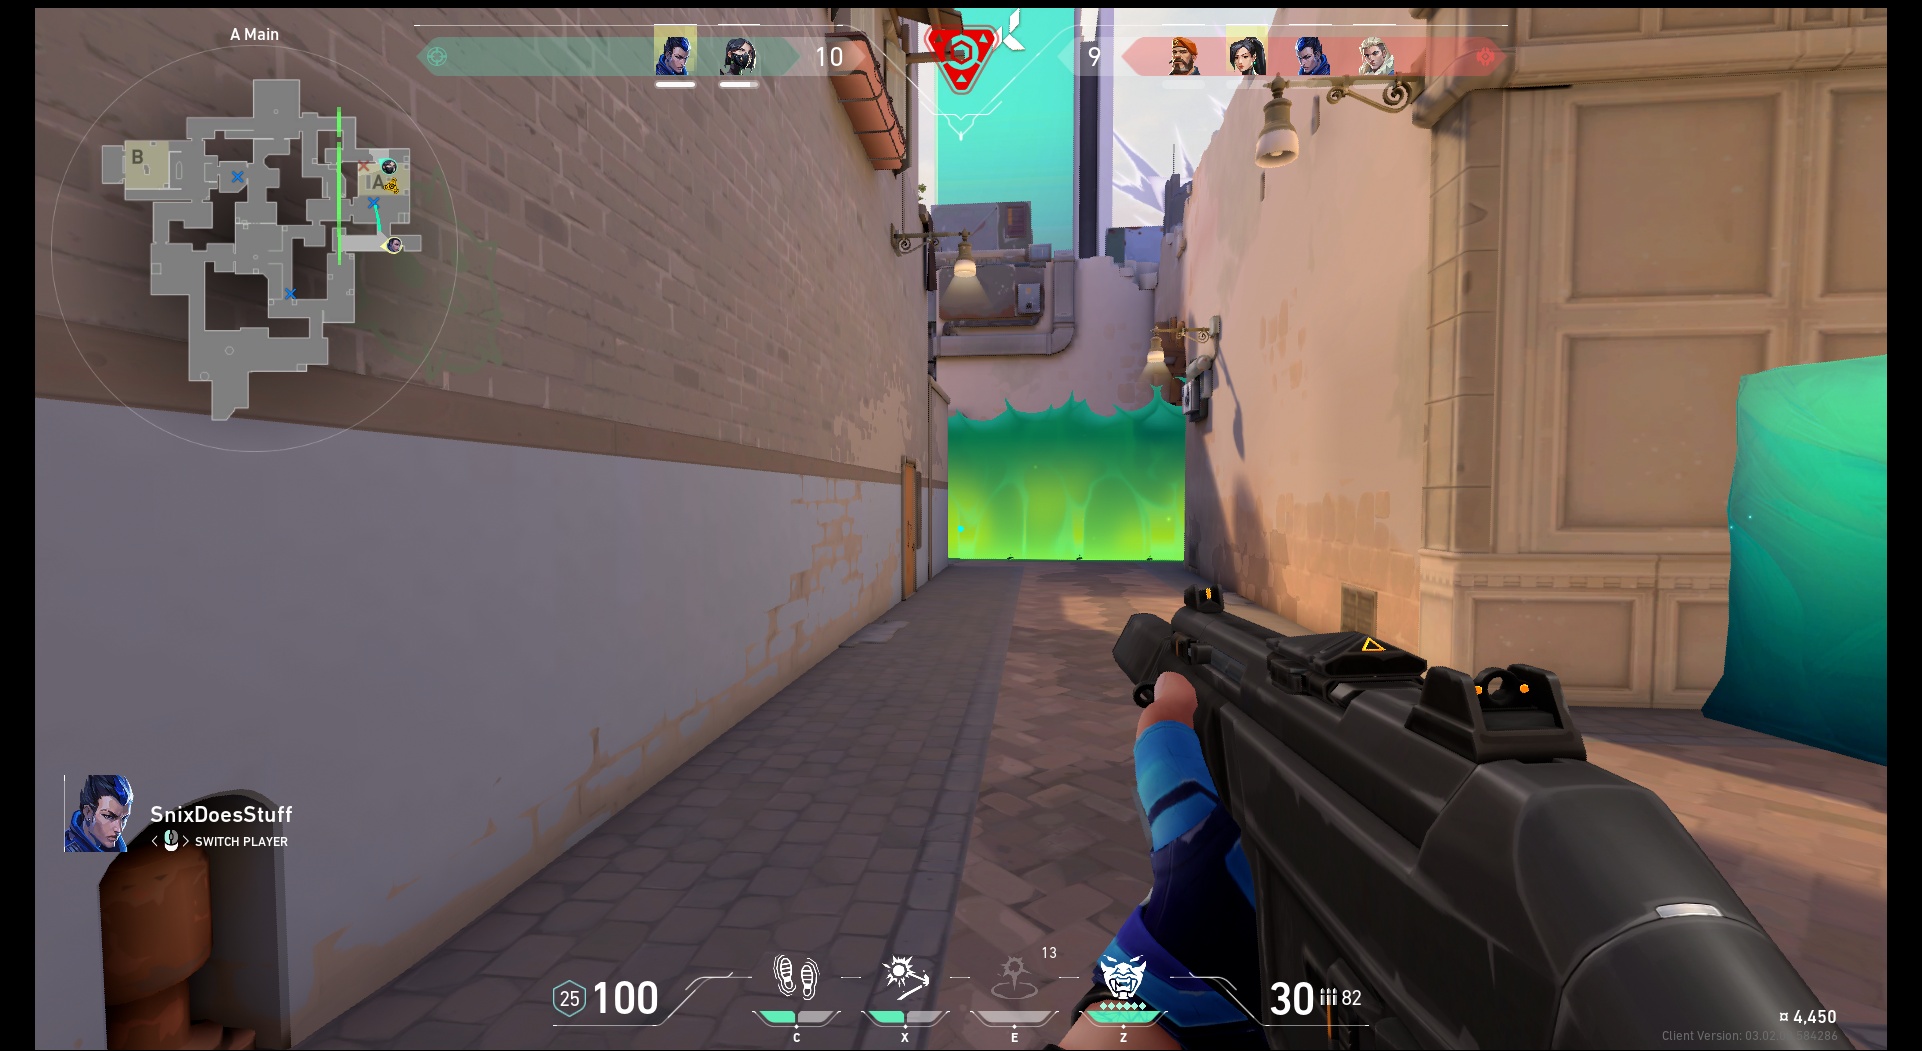 A Main
10
9
B
A
SnixDoesStuff
< > SWITCH PLAYER
13
25 100
30 82
C
X
E
Z
¤ 4,450